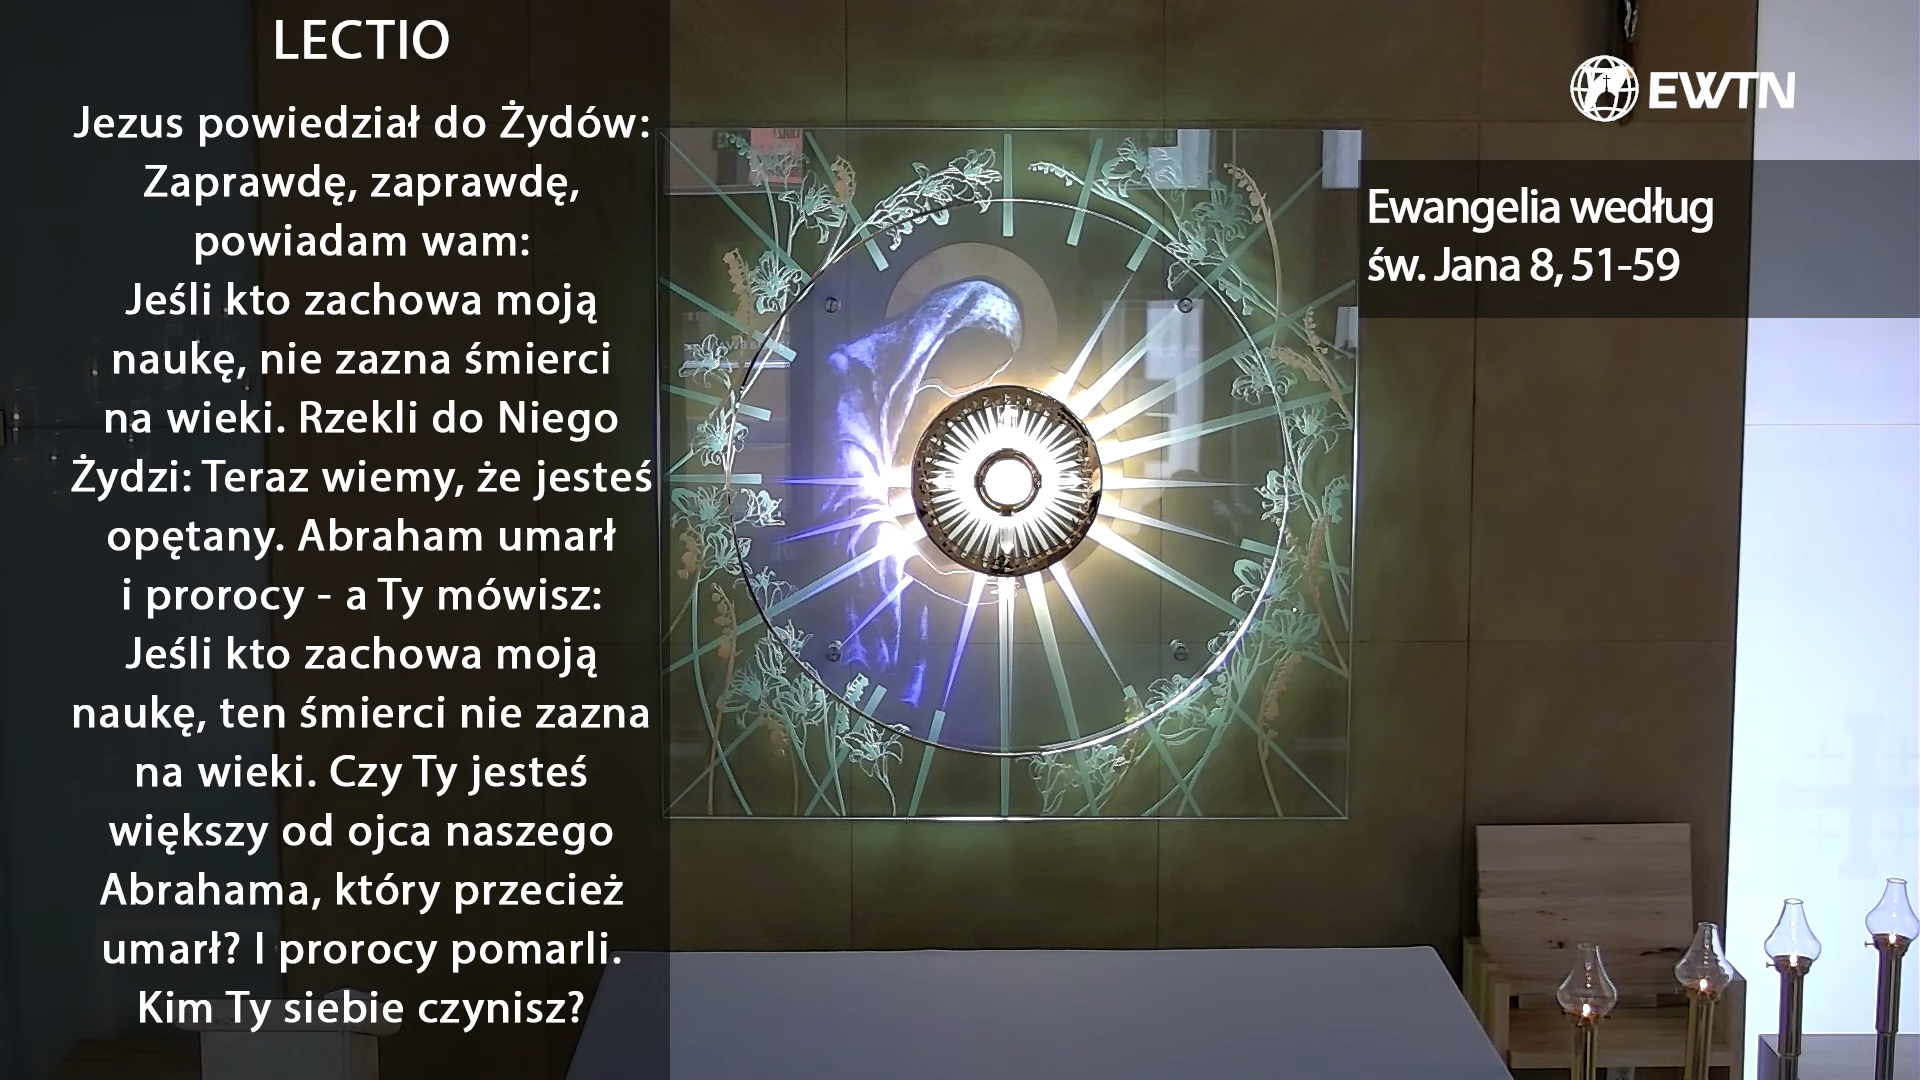 LECTIO
Jezus powiedział do Żydów:
Zaprawdę, zaprawdę,
powiadam wam:
Jeśli kto zachowa moją
naukę, nie zazna śmierci
na wieki. Rzekli do Niego
Żydzi: Teraz wiemy, że jesteś
opętany. Abraham umarł
i prorocy - a Ty mówisz:
Jeśli kto zachowa moją
naukę, ten śmierci nie zazna
na wieki. Czy Ty jesteś
większy od ojca naszego
Abrahama, który przecież
umarł? I prorocy pomarli.
Kim Ty siebie czynisz?
EWTN
Ewangelia według
św. Jana 8, 51-59